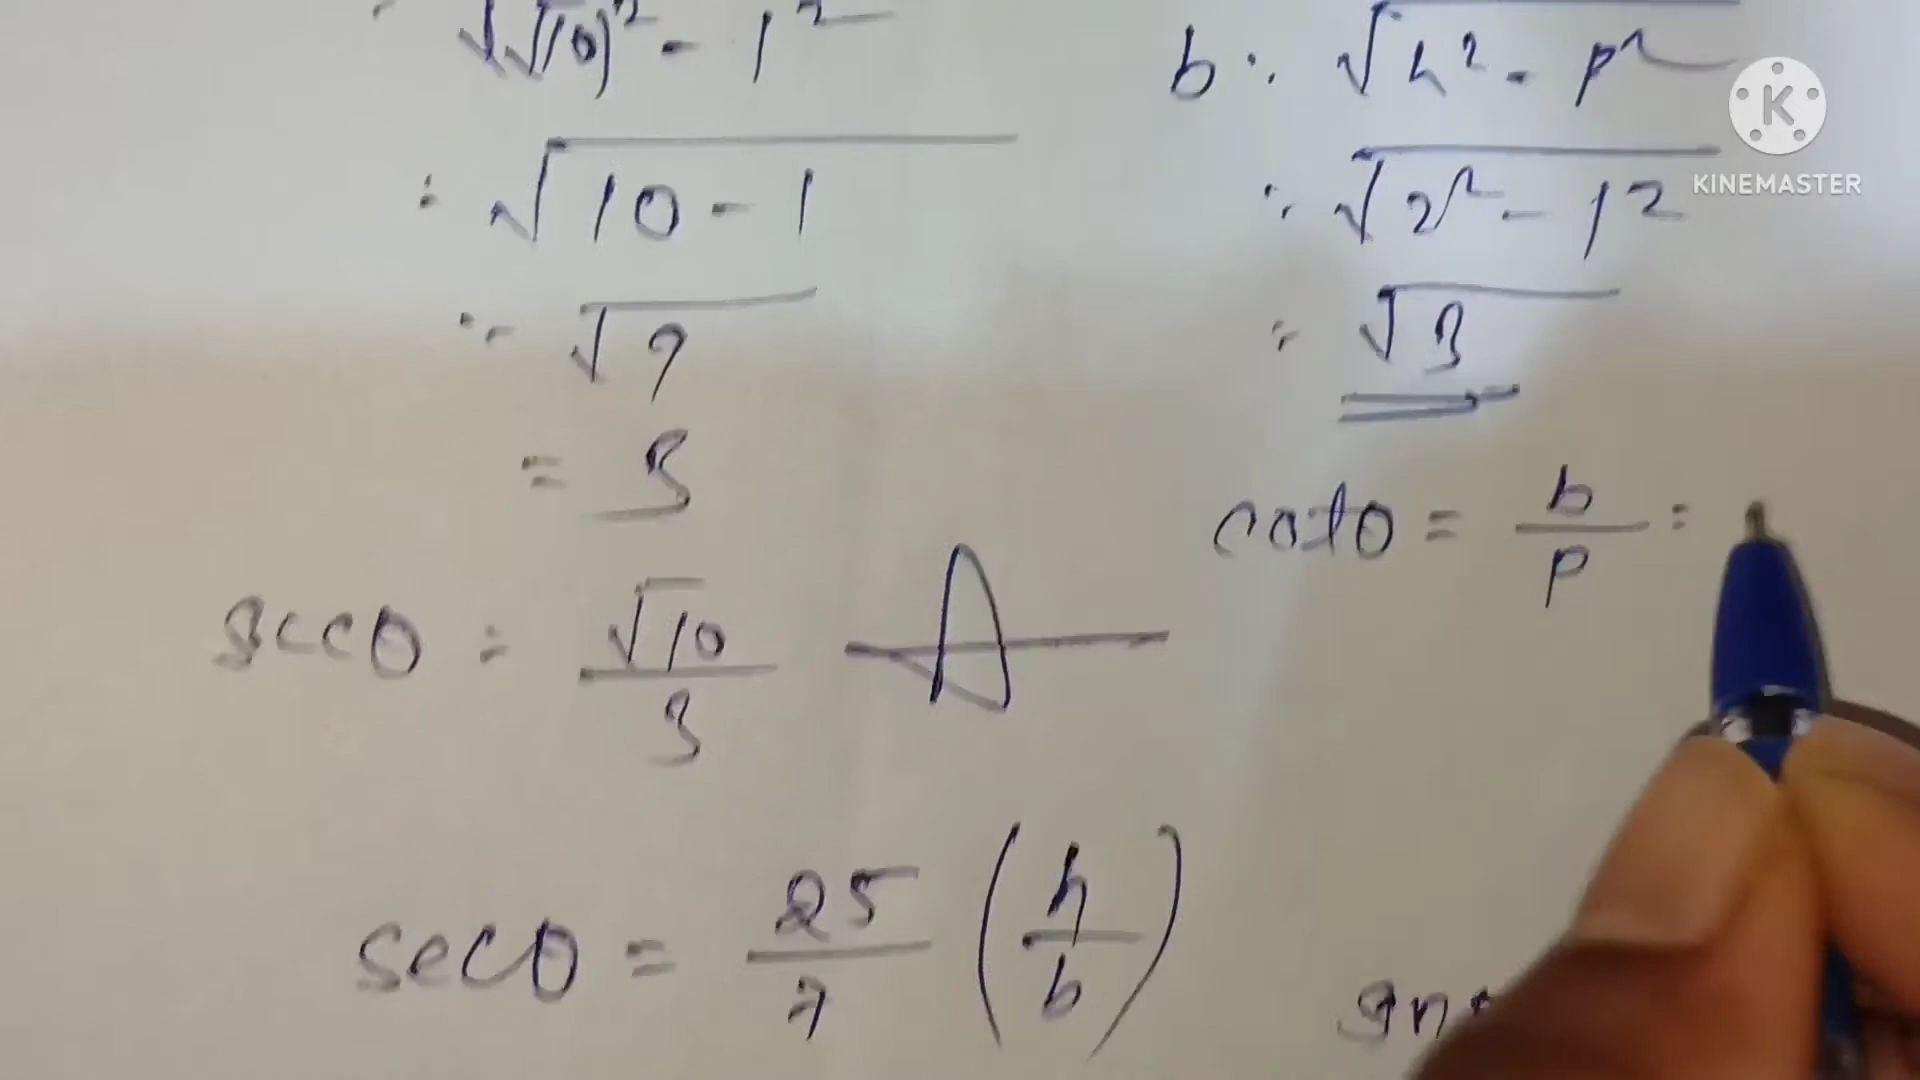 √(√10)² - 1²
= √10 - 1
= √9
= 3
secθ = √10/3
secθ = 25/7 (h/b)
b = √h² - p²
= √2² - 1²
= √3
cotθ = b/p =
K
KINEMASTER